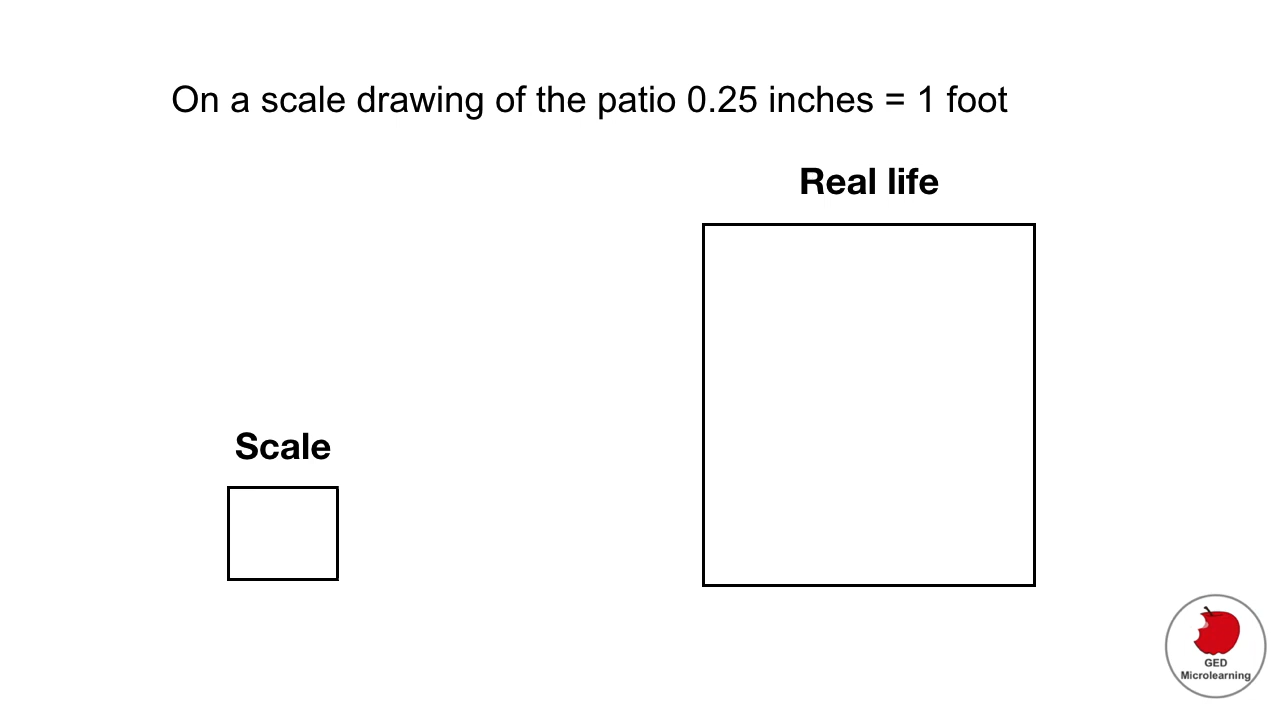 On a scale drawing of the patio 0.25 inches = 1 foot
Real life
Scale
GED
Microlearning